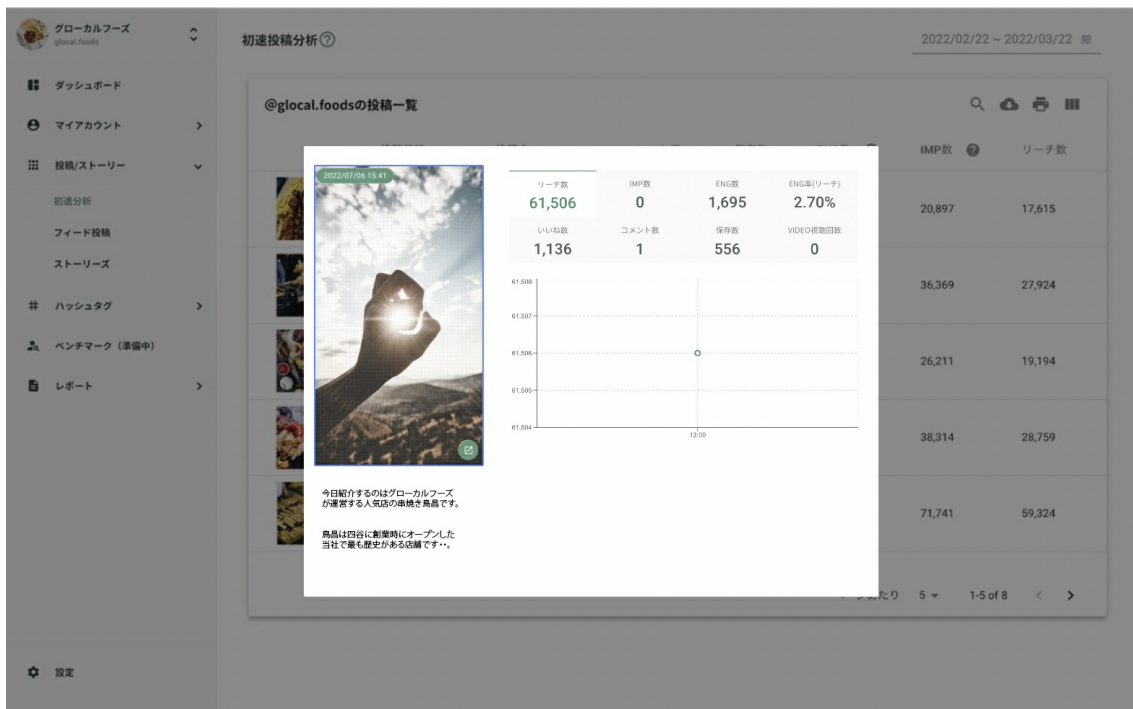 グローカルフーズ
glocal.foods
ダッシュボード
マイアカウント
投稿/ストーリー
初速分析
フィード投稿
ストーリーズ
ハッシュタグ
ベンチマーク（準備中）
レポート
設定
初速投稿分析
2022/02/22 ~ 2022/03/22
@glocal.foodsの投稿一覧
IMP数 リーチ数
20,897 17,615
36,369 27,924
26,211 19,194
38,314 28,759
71,741 59,324
たり 5 1-5 of 8
2022/07/06 15:41
リーチ数 IMP数 ENG数 ENG率(リーチ)
61,506 0 1,695 2.70%
いいね数 コメント数 保存数 VIDEO視聴回数
1,136 1 556 0
61,508
61,507
61,506
61,505
61,504
13:00
今日紹介するのはグローカルフーズ
が運営する人気店の串焼き鳥昌です。
鳥昌は四谷に創業時にオープンした
当社で最も歴史がある店舗です・・。